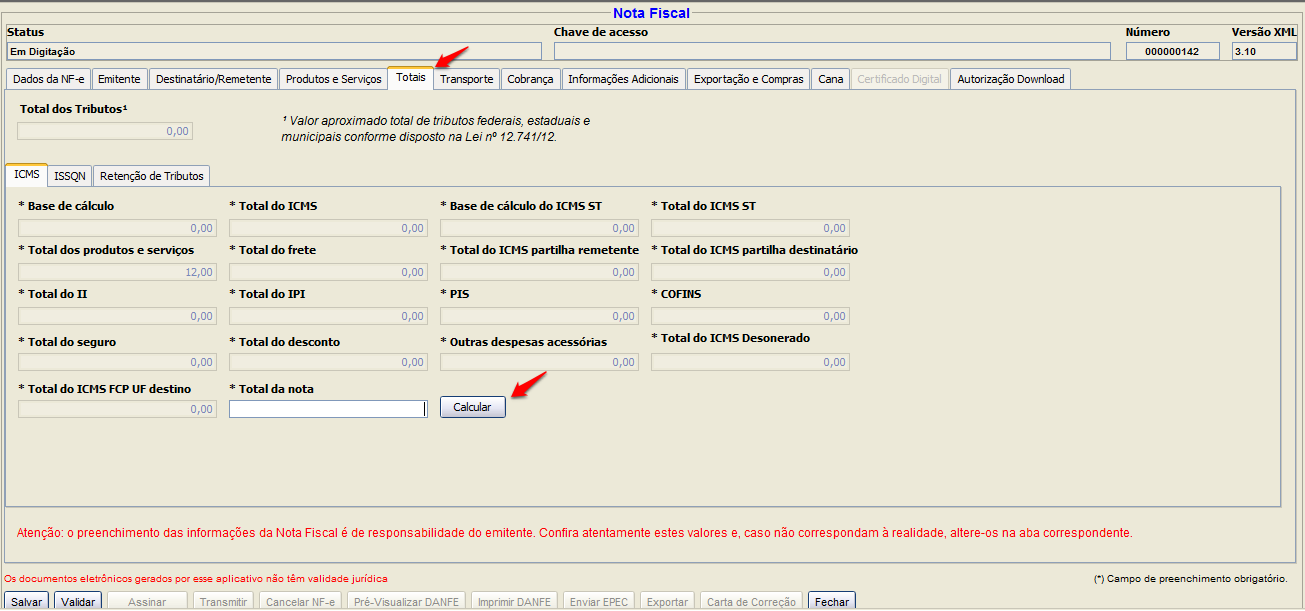 Nota Fiscal
Status Chave de acesso Número Versão XML
Em Digitação 000000142 3.10
Dados da NF-e Emitente Destinatário/Remetente Produtos e Serviços Totais Transporte Cobrança Informações Adicionais Exportação e Compras Cana Certificado Digital Autorização Download
Total dos Tributos¹
0,00
¹ Valor aproximado total de tributos federais, estaduais e
municipais conforme disposto na Lei nº 12.741/12.
ICMS ISSQN Retenção de Tributos
* Base de cálculo * Total do ICMS * Base de cálculo do ICMS ST * Total do ICMS ST
0,00 0,00 0,00 0,00
* Total dos produtos e serviços * Total do frete * Total do ICMS partilha remetente * Total do ICMS partilha destinatário
12,00 0,00 0,00 0,00
* Total do II * Total do IPI * PIS * COFINS
0,00 0,00 0,00 0,00
* Total do seguro * Total do desconto * Outras despesas acessórias * Total do ICMS Desonerado
0,00 0,00 0,00 0,00
* Total do ICMS FCP UF destino * Total da nota
0,00 Calcular
Atenção: o preenchimento das informações da Nota Fiscal é de responsabilidade do emitente. Confira atentamente estes valores e, caso não correspondam à realidade, altere-os na aba correspondente.
Os documentos eletrônicos gerados por esse aplicativo não têm validade jurídica (*) Campo de preenchimento obrigatório.
Salvar Validar Assinar Transmitir Cancelar NF-e Pré-Visualizar DANFE Imprimir DANFE Enviar EPEC Exportar Carta de Correção Fechar